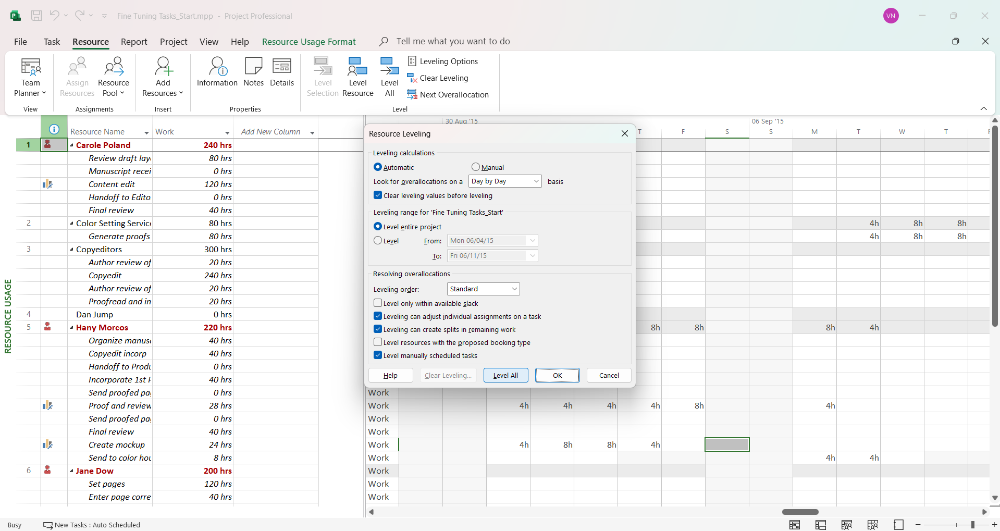 Fine Tuning Tasks_Start.mpp - Project Professional
VN
File Task Resource Report Project View Help Resource Usage Format Tell me what you want to do
Team Planner
Assign Resources
Resource Pool
Add Resources
Information
Notes
Details
Level Selection
Level Resource
Level All
Leveling Options
Clear Leveling
Next Overallocation
View
Assignments
Insert
Properties
Level
Resource Name Work Add New Column
30 Aug '15 06 Sep '15
T F S S M T W T
1 Carole Poland 240 hrs
Review draft lay 80 hrs
Manuscript recei 0 hrs
Content edit 120 hrs
Handoff to Edito 0 hrs
Final review 40 hrs
2 Color Setting Service 80 hrs 4h 8h 8h
Generate proofs 80 hrs 4h 8h 8h
3 Copyeditors 300 hrs
Author review of 20 hrs
Copyedit 240 hrs
Author review of 20 hrs
Proofread and in 20 hrs
4 Dan Jump 0 hrs
5 Hany Morcos 220 hrs 8h 8h 8h 4h
Organize manusc 40 hrs
Copyedit incorp 40 hrs
Handoff to Produ 0 hrs
Incorporate 1st P 40 hrs
Send proofed pa 0 hrs Work
Proof and review 28 hrs Work 4h 4h 4h 4h 8h 4h
Send proofed pa 0 hrs Work
Final review 40 hrs Work
Create mockup 24 hrs Work 4h 8h 8h 4h
Send to color hou 8 hrs Work 4h 4h
6 Jane Dow 200 hrs Work
Set pages 120 hrs Work
Enter page corre 40 hrs Work
RESOURCE USAGE
Resource Leveling
Leveling calculations
Automatic Manual
Look for overallocations on a Day by Day basis
Clear leveling values before leveling
Leveling range for 'Fine Tuning Tasks_Start'
Level entire project
Level From: Mon 06/04/15
To: Fri 06/11/15
Resolving overallocations
Leveling order: Standard
Level only within available slack
Leveling can adjust individual assignments on a task
Leveling can create splits in remaining work
Level resources with the proposed booking type
Level manually scheduled tasks
Help Clear Leveling... Level All OK Cancel
Busy New Tasks : Auto Scheduled